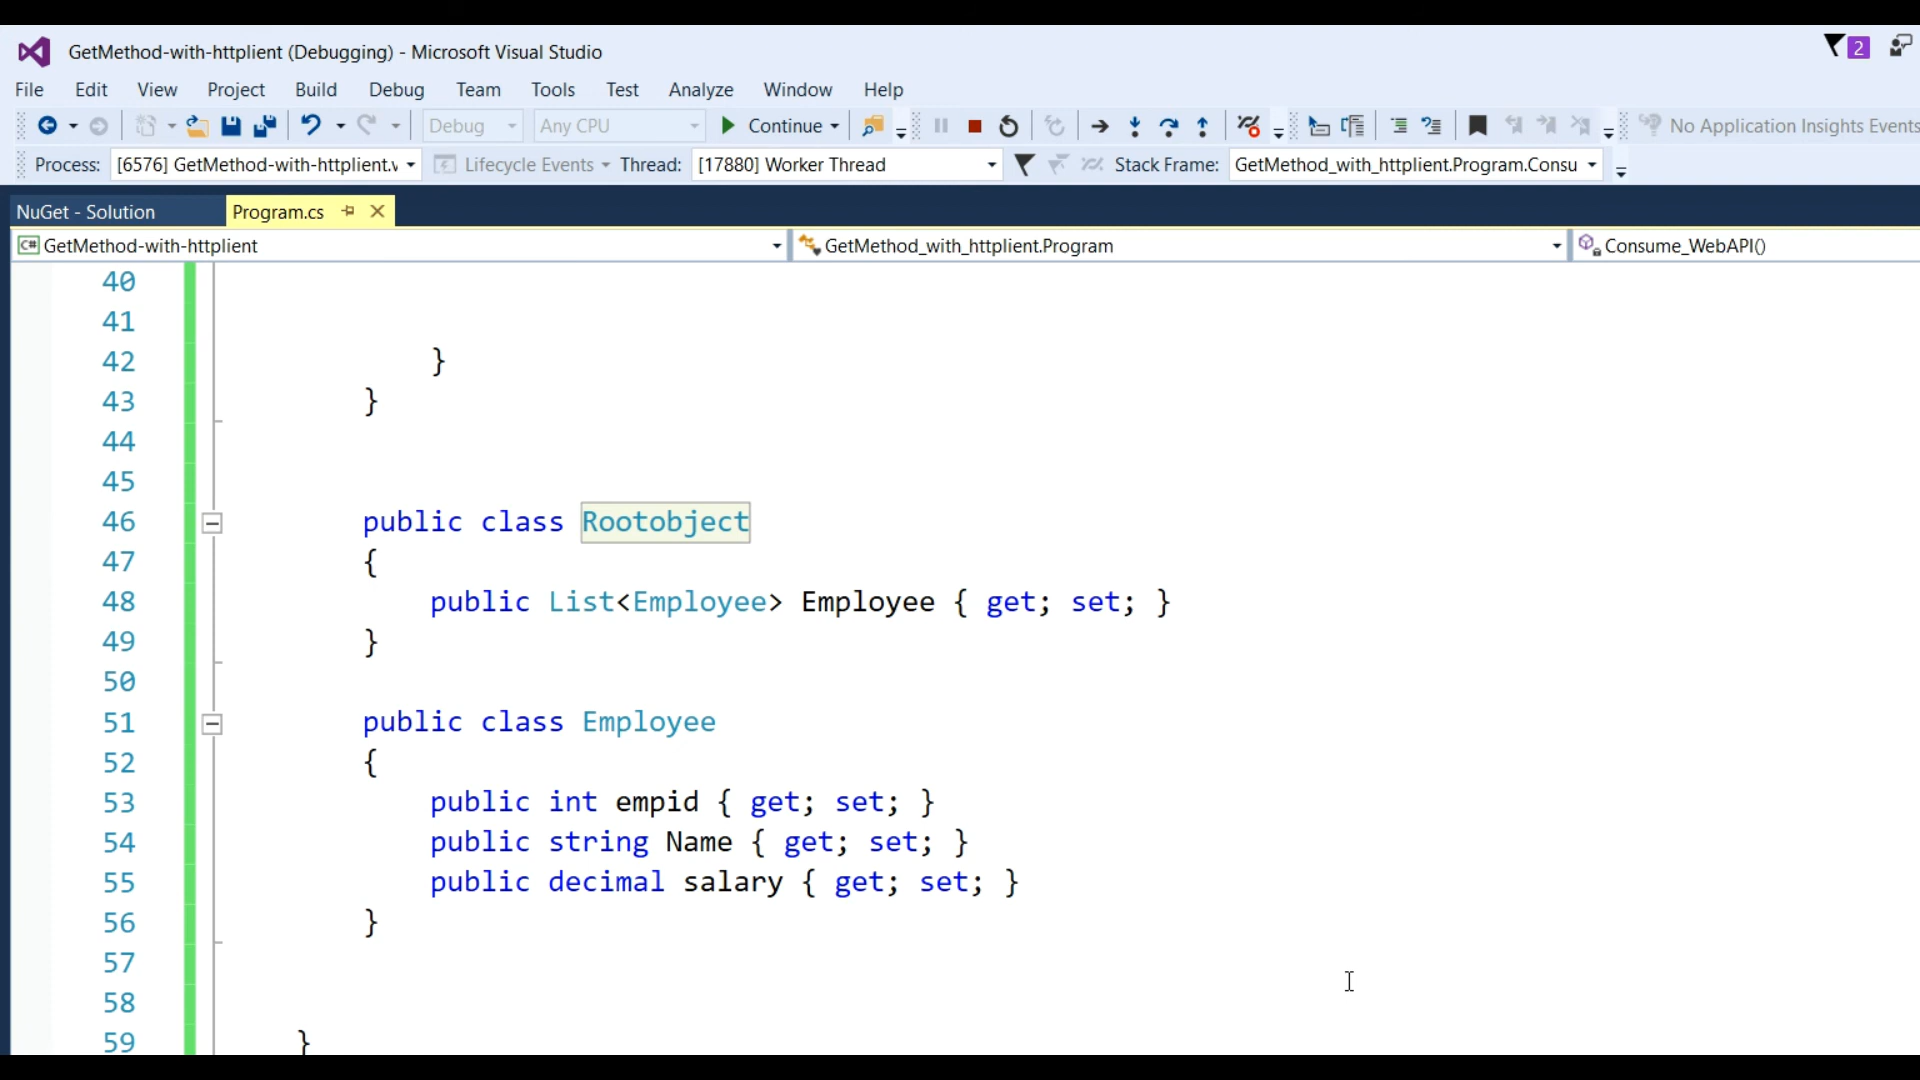 GetMethod-with-httplient (Debugging) - Microsoft Visual Studio
2
File Edit View Project Build Debug Team Tools Test Analyze Window Help
Debug Any CPU Continue No Application Insights Events
Process: [6576] GetMethod-with-httplient.v Lifecycle Events Thread: [17880] Worker Thread Stack Frame: GetMethod_with_httplient.Program.Consu
NuGet - Solution Program.cs
C# GetMethod-with-httplient GetMethod_with_httplient.Program Consume_WebAPI()
40
41
42 }
43 }
44
45
46 public class Rootobject
47 {
48 public List<Employee> Employee { get; set; }
49 }
50
51 public class Employee
52 {
53 public int empid { get; set; }
54 public string Name { get; set; }
55 public decimal salary { get; set; }
56 }
57
58
59 }